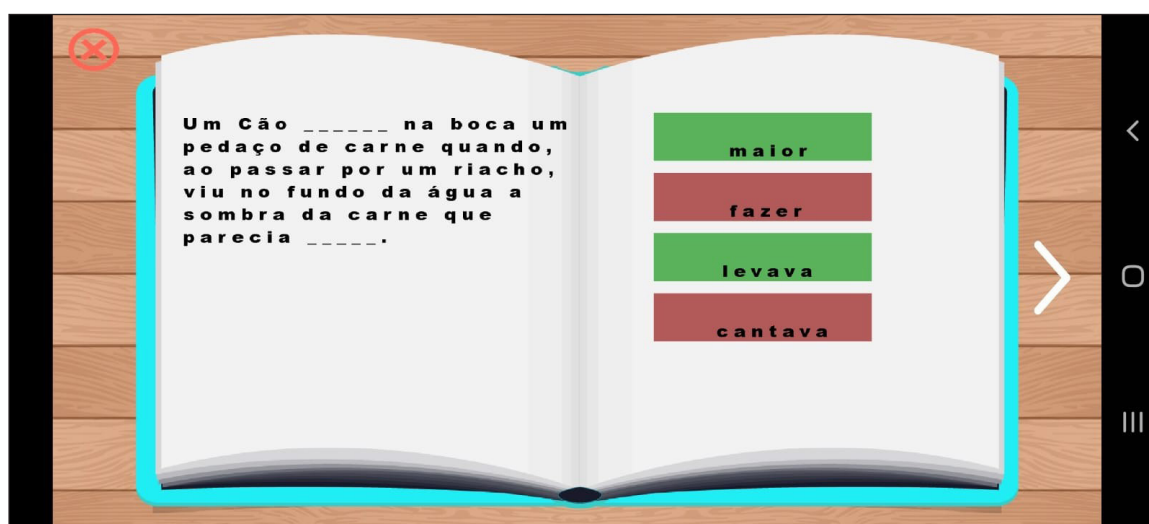 Um Cão ______ na boca um
pedaço de carne quando,
ao passar por um riacho,
viu no fundo da água a
sombra da carne que
parecia _____.
maior
fazer
levava
cantava